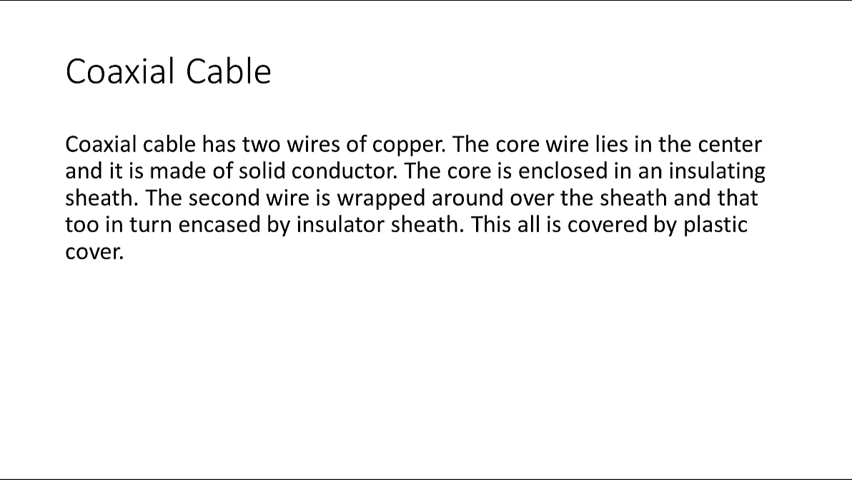 Coaxial Cable
Coaxial cable has two wires of copper. The core wire lies in the center
and it is made of solid conductor. The core is enclosed in an insulating
sheath. The second wire is wrapped around over the sheath and that
too in turn encased by insulator sheath. This all is covered by plastic
cover.